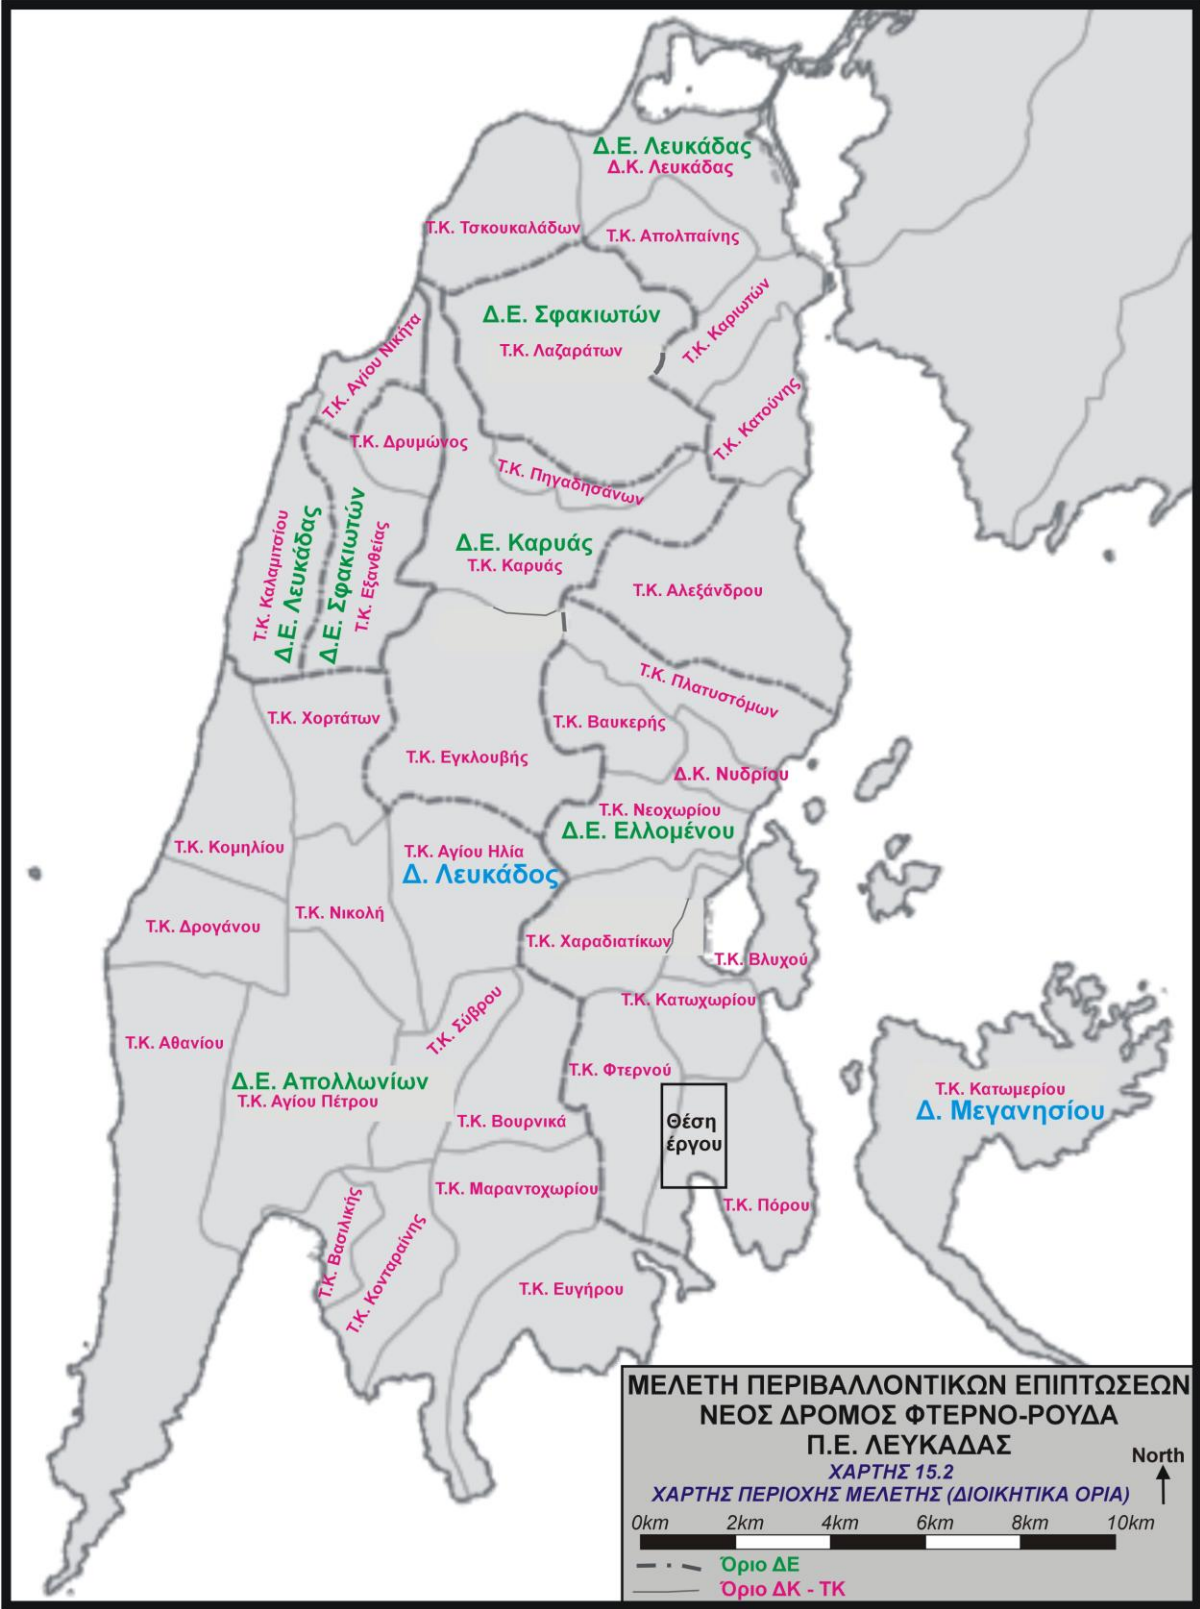 Δ.Ε. Λευκάδας
Δ.Κ. Λευκάδας
Τ.Κ. Τσκουκαλάδων
Τ.Κ. Απολπαίνης
Δ.Ε. Σφακιωτών
Τ.Κ. Λαζαράτων
Τ.Κ. Καριωτών
Τ.Κ. Αγίου Νικήτα
Τ.Κ. Κατούνης
Τ.Κ. Δρυμώνος
Τ.Κ. Πηγαδησάνων
Τ.Κ. Καλαμιτσίου
Δ.Ε. Λευκάδας
Δ.Ε. Σφακιωτών
Τ.Κ. Εξανθείας
Δ.Ε. Καρυάς
Τ.Κ. Καρυάς
Τ.Κ. Αλεξάνδρου
Τ.Κ. Πλατυστόμων
Τ.Κ. Χορτάτων
Τ.Κ. Βαυκερής
Τ.Κ. Εγκλουβής
Δ.Κ. Νυδρίου
Τ.Κ. Νεοχωρίου
Δ.Ε. Ελλομένου
Τ.Κ. Κομηλίου
Τ.Κ. Αγίου Ηλία
Δ. Λευκάδος
Τ.Κ. Δρογάνου
Τ.Κ. Νικολή
Τ.Κ. Χαραδιατίκων
Τ.Κ. Βλυχού
Τ.Κ. Κατωχωρίου
Τ.Κ. Σύβρου
Τ.Κ. Αθανίου
Τ.Κ. Φτερνού
Δ.Ε. Απολλωνίων
Τ.Κ. Αγίου Πέτρου
Τ.Κ. Κατωμερίου
Δ. Μεγανησίου
Τ.Κ. Βουρνικά
Θέση
έργου
Τ.Κ. Μαραντοχωρίου
Τ.Κ. Πόρου
Τ.Κ. Βασιλικής
Τ.Κ. Κονταραίνης
Τ.Κ. Ευγήρου
ΜΕΛΕΤΗ ΠΕΡΙΒΑΛΛΟΝΤΙΚΩΝ ΕΠΙΠΤΩΣΕΩΝ
ΝΕΟΣ ΔΡΟΜΟΣ ΦΤΕΡΝΟ-ΡΟΥΔΑ
Π.Ε. ΛΕΥΚΑΔΑΣ
North
ΧΑΡΤΗΣ 15.2
ΧΑΡΤΗΣ ΠΕΡΙΟΧΗΣ ΜΕΛΕΤΗΣ (ΔΙΟΙΚΗΤΙΚΑ ΟΡΙΑ)
0km 2km 4km 6km 8km 10km
Όριο ΔΕ
Όριο ΔΚ - ΤΚ